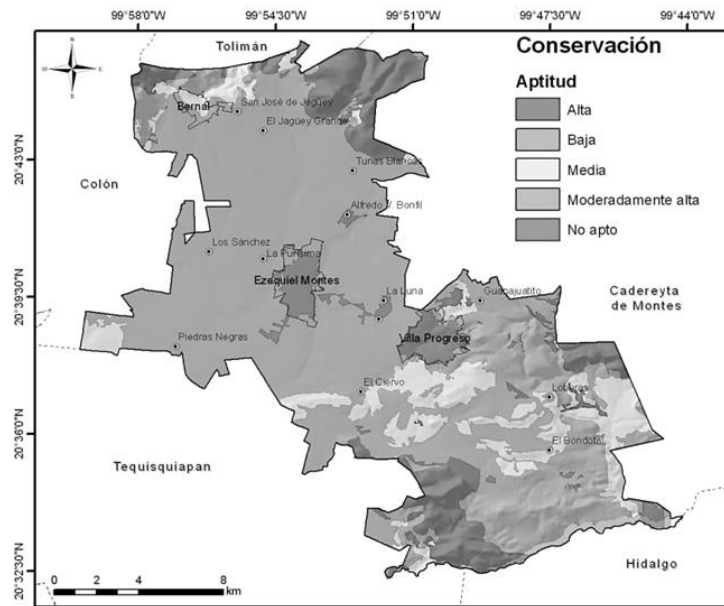 99°58'0"W 99°54'30"W 99°51'0"W 99°47'30"W 99°44'0"W
Tolimán
Conservación
Aptitud
Alta
Baja
Media
Moderadamente alta
No apto
N
W E
S
Bernal
San José de Jagüey
El Jagüey Grande
20°43'0"N
Tunas Blancas
Colón
Alfredo V. Bonfil
Los Sánchez
La Purísima
Ezequiel Montes
20°39'30"N
La Luna
Guanajuatito
Cadereyta
de Montes
Piedras Negras
Villa Progreso
El Ciervo
Loberos
20°36'0"N
El Bondotal
Tequisquiapan
20°32'30"N
Hidalgo
0 2 4 8
km